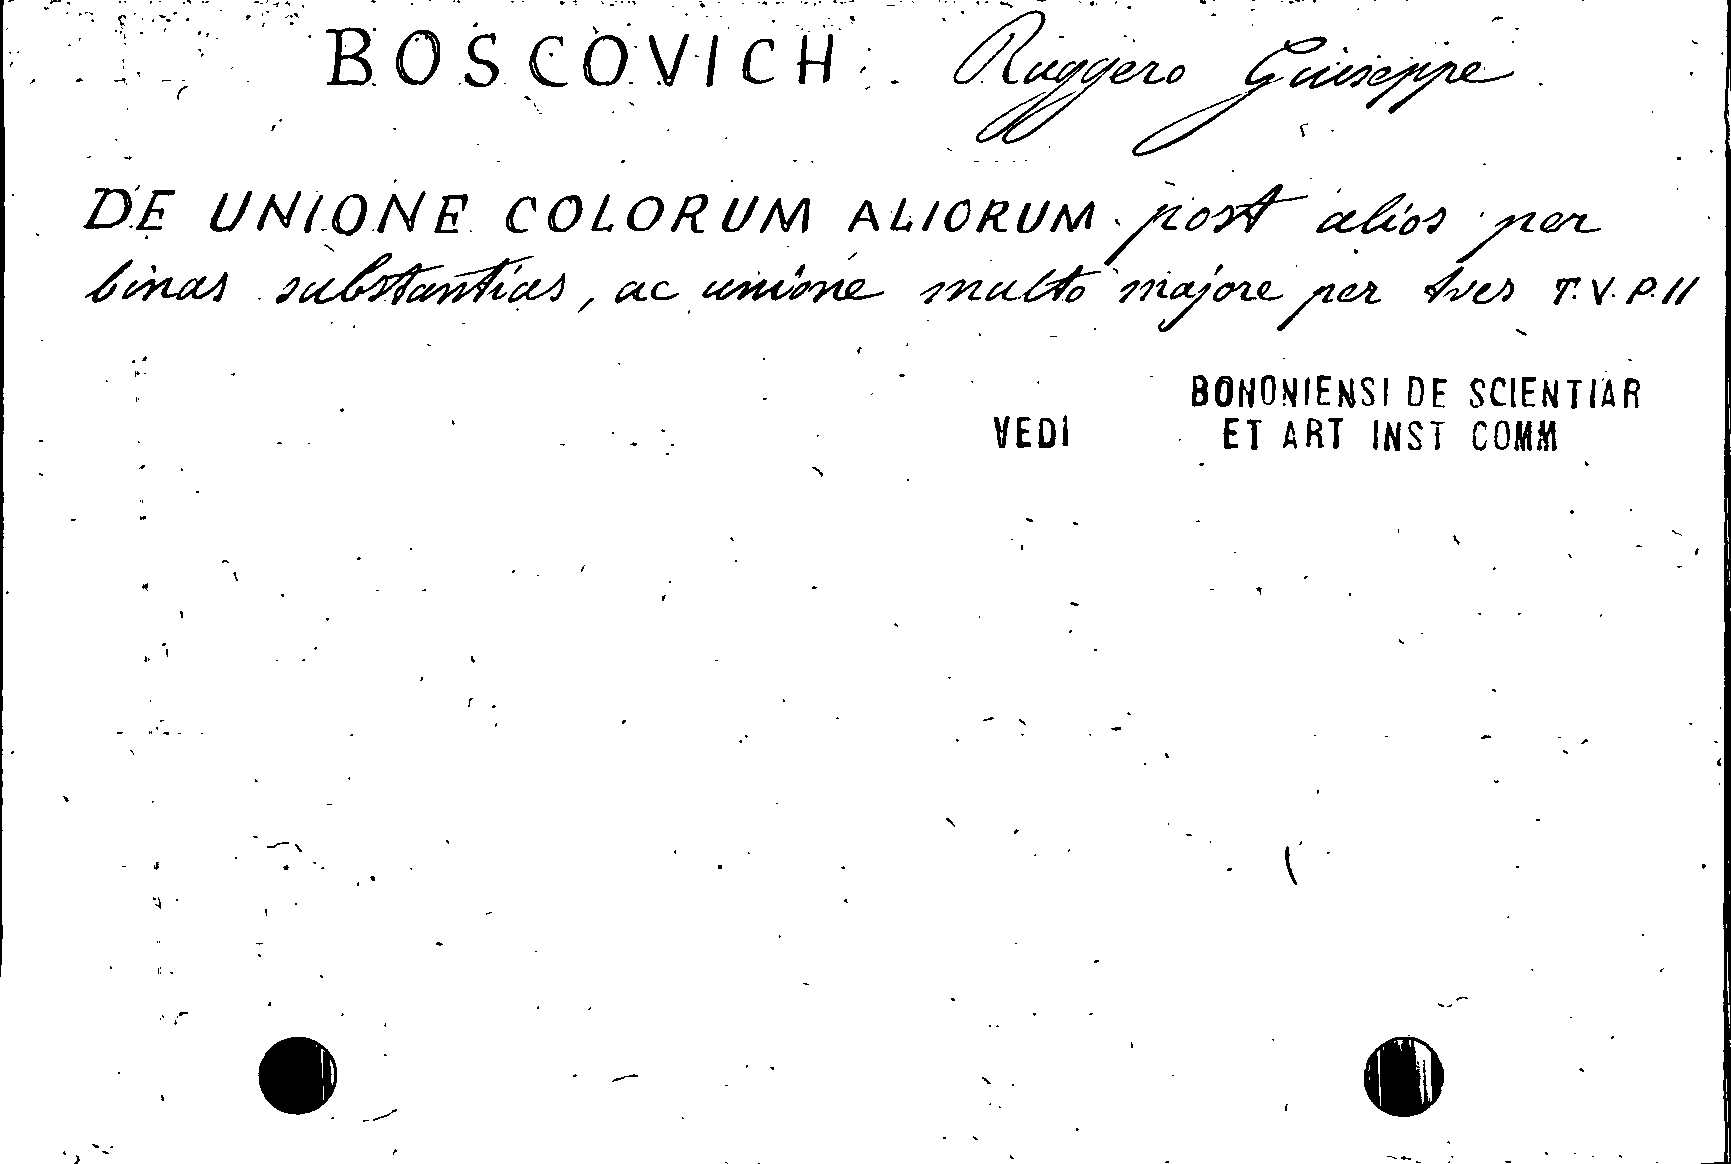 BOSCOVICH Ruggero Giuseppe
DE UNIONE COLORUM ALIORUM post alios per
binas substantias, ac unione multo majore per tres T.V.P.II
VEDI
BONONIENSI DE SCIENTIAR
ET ART INST COMM